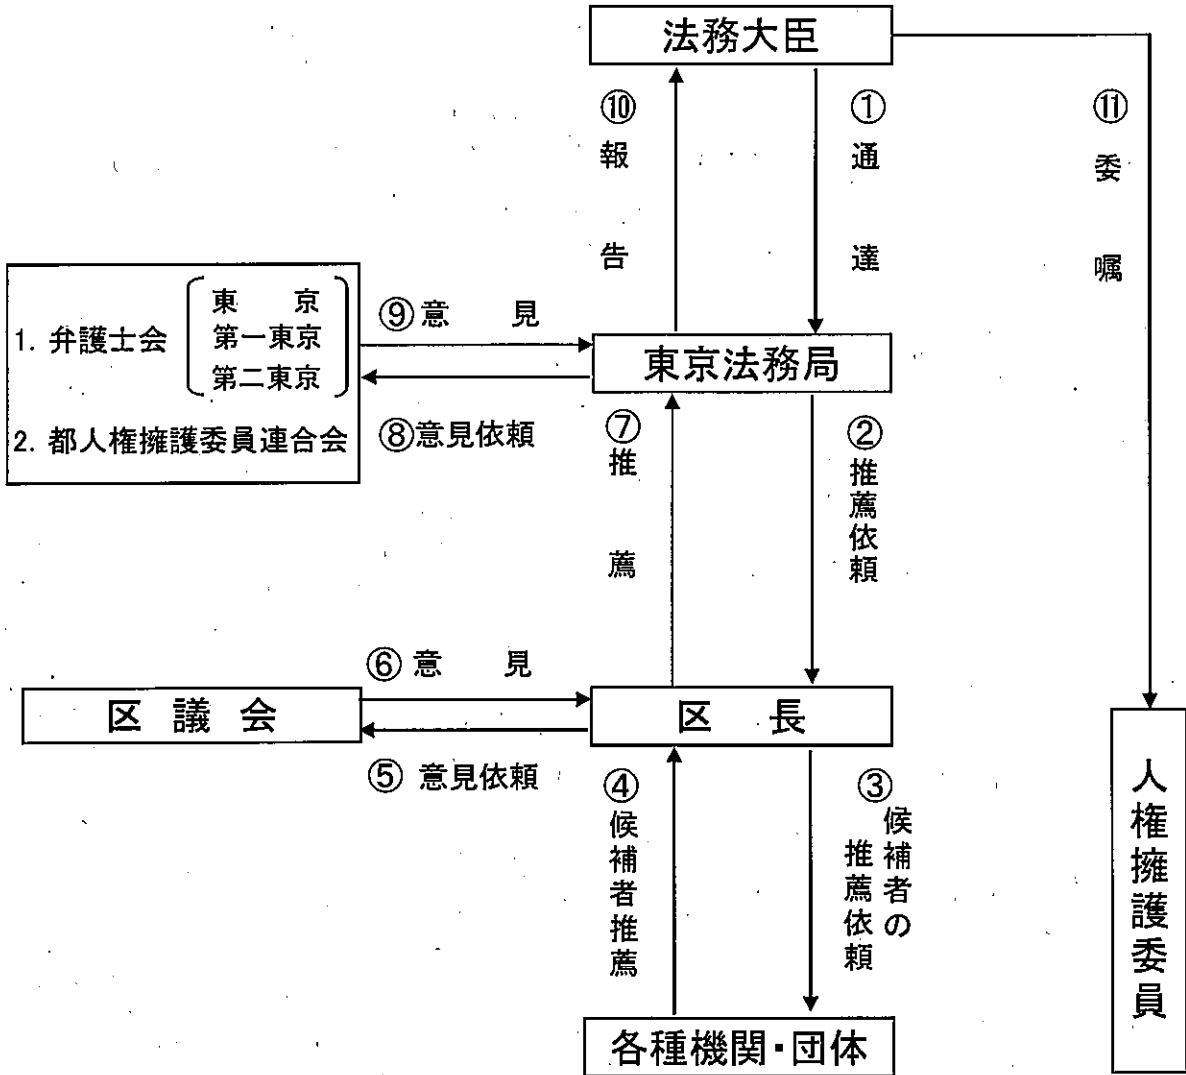 法務大臣
⑩報告
①通達
⑪委嘱
1. 弁護士会
東　京
第一東京
第二東京
2. 都人権擁護委員連合会
⑨意　見
⑧意見依頼
東京法務局
⑦推薦
②推薦依頼
区議会
⑥意　見
⑤ 意見依頼
区　長
④候補者推薦
③候補者の
推薦依頼
各種機関・団体
人権擁護委員